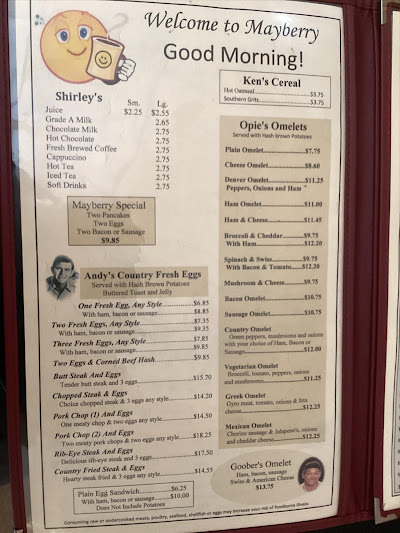 Welcome to Mayberry
Good Morning!
Shirley's
Sm. Lg.
Juice $2.25 $2.55
Grade A Milk 2.65
Chocolate Milk 2.75
Hot Chocolate 2.75
Fresh Brewed Coffee 2.75
Cappuccino 2.75
Hot Tea 2.75
Iced Tea 2.75
Soft Drinks 2.75
Mayberry Special
Two Pancakes
Two Eggs
Two Bacon or Sausage
$9.85
Andy's Country Fresh Eggs
Served with Hash Brown Potatoes
Buttered Toast and Jelly
One Fresh Egg, Any Style $6.85
With ham, bacon or sausage $8.85
Two Fresh Eggs, Any Style $7.35
With ham, bacon or sausage $9.35
Three Fresh Eggs, Any Style $7.85
With ham, bacon or sausage $9.85
Two Eggs & Corned Beef Hash $9.85
Butt Steak And Eggs
Tender butt steak and 3 eggs $15.70
Chopped Steak & Eggs
Choice chopped steak & 3 eggs any style $14.20
Pork Chop (1) And Eggs
One meaty chop & two eggs any style $14.50
Pork Chop (2) And Eggs
Two meaty pork chops & two eggs any style $18.25
Rib-Eye Steak And Eggs
Delicious rib-eye steak and 3 eggs $17.50
Country Fried Steak & Eggs
Hearty steak fried & 3 eggs any style $14.55
Plain Egg Sandwich $6.25
With ham, bacon or sausage $10.00
Does Not Include Potatoes
Ken's Cereal
Hot Oatmeal $3.75
Southern Grits $3.75
Opie's Omelets
Served with Hash brown Potatoes
Plain Omelet $7.75
Cheese Omelet $8.60
Denver Omelet $11.25
Peppers, Onions and Ham
Ham Omelet $11.00
Ham & Cheese $11.45
Broccoli & Cheddar $9.75
With Ham $12.20
Spinach & Swiss $9.75
With Bacon & Tomato $12.20
Mushroom & Cheese $9.75
Bacon Omelet $10.75
Sausage Omelet $10.75
Country Omelet
Green peppers, mushrooms and onions
with your choice of Ham, Bacon or
Sausage $12.00
Vegetarian Omelet
Broccoli, tomato, peppers, onions
and mushrooms $11.25
Greek Omelet
Gyro meat, tomato, onions & feta
cheese $12.25
Mexican Omelet
Chorizo sausage & Jalapeno's, onions
and cheddar cheese $12.25
Goober's Omelet
Ham, bacon, sausage
Swiss & American Cheese
$13.75
Consuming raw or undercooked meats, poultry, seafood, shellfish or eggs may increase your risk of foodborne illness.